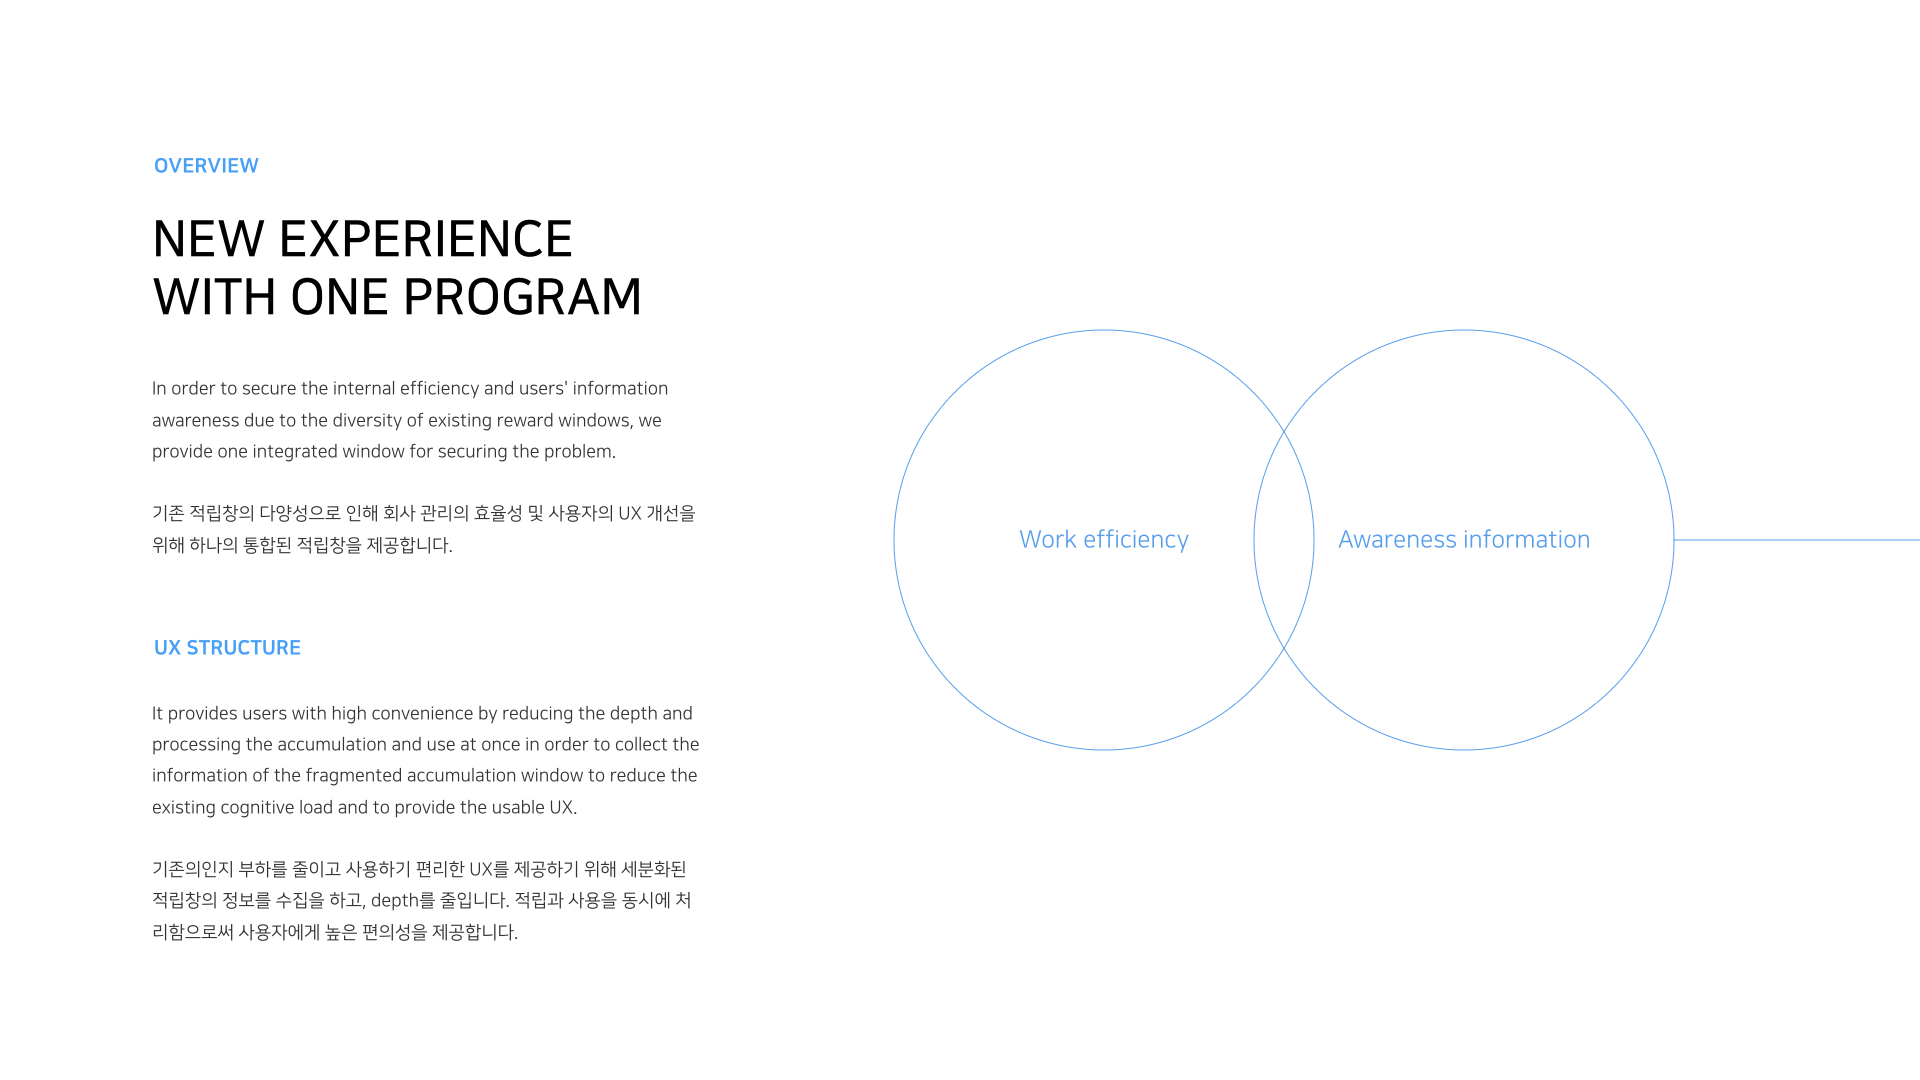 OVERVIEW
NEW EXPERIENCE
WITH ONE PROGRAM
In order to secure the internal efficiency and users' information
awareness due to the diversity of existing reward windows, we
provide one integrated window for securing the problem.
기존 적립창의 다양성으로 인해 회사 관리의 효율성 및 사용자의 UX 개선을
위해 하나의 통합된 적립창을 제공합니다.
UX STRUCTURE
It provides users with high convenience by reducing the depth and
processing the accumulation and use at once in order to collect the
information of the fragmented accumulation window to reduce the
existing cognitive load and to provide the usable UX.
기존의인지 부하를 줄이고 사용하기 편리한 UX를 제공하기 위해 세분화된
적립창의 정보를 수집을 하고, depth를 줄입니다. 적립과 사용을 동시에 처
리함으로써 사용자에게 높은 편의성을 제공합니다.
Work efficiency
Awareness information